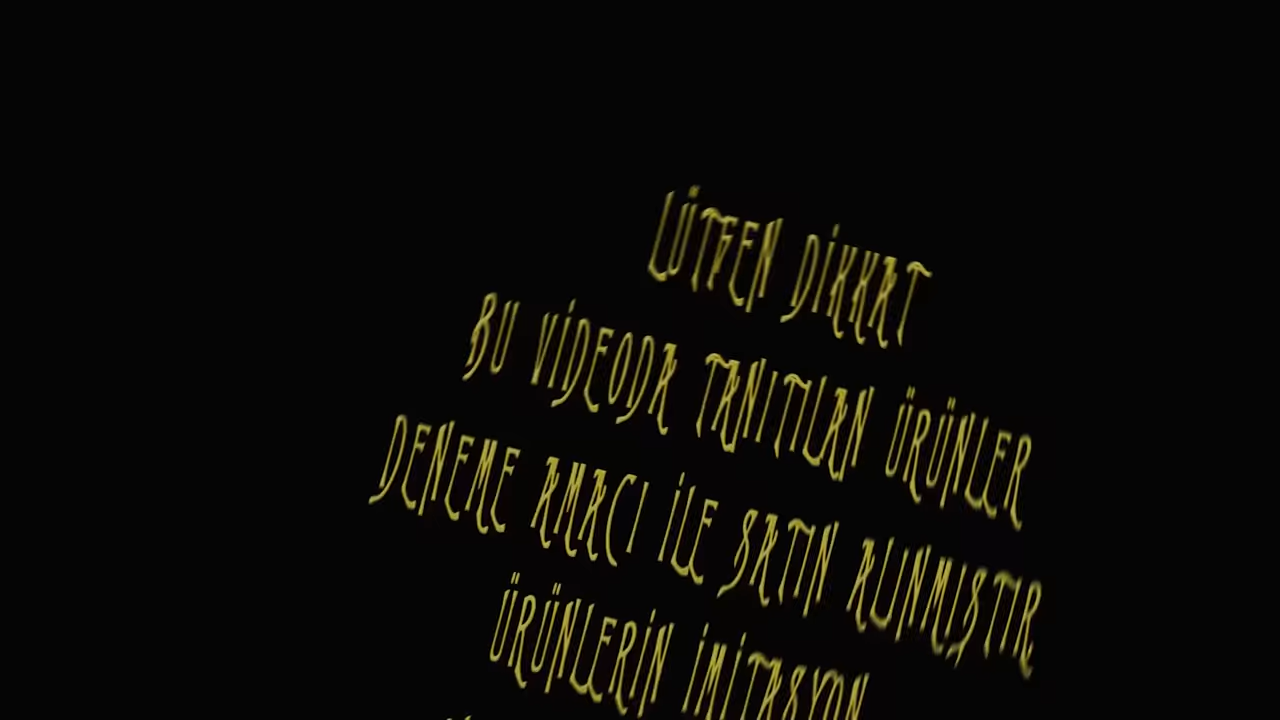 LÜTFEN DİKKAT
BU VİDEODA TANITILAN ÜRÜNLER
DENEME AMACI İLE SATIN ALINMIŞTIR
ÜRÜNLERİN İMİTASYON